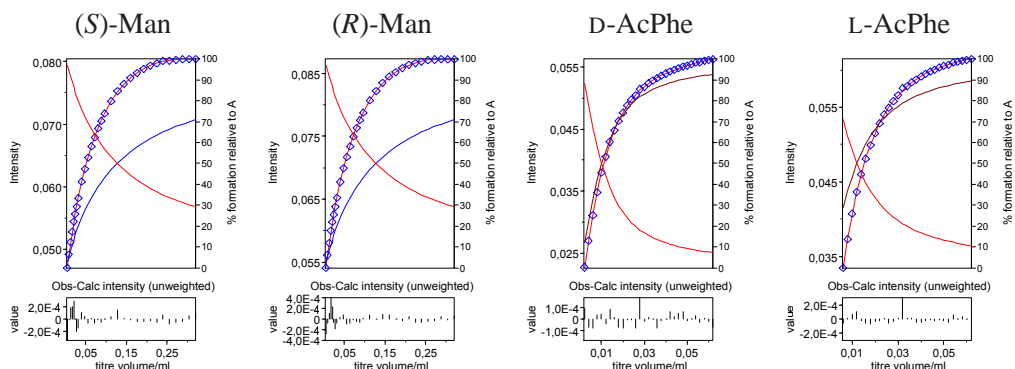 (S)-Man
(R)-Man
D-AcPhe
L-AcPhe
0,080
0,070
0,060
0,050
Intensity
100
90
80
70
60
50
40
30
20
10
0
% formation relative to A
Obs-Calc intensity (unweighted)
2,0E-4
0
-2,0E-4
value
0,05
0,15
0,25
titre volume/ml
0,085
0,075
0,065
0,055
Intensity
100
90
80
70
60
50
40
30
20
10
0
% formation relative to A
Obs-Calc intensity (unweighted)
4,0E-4
2,0E-4
0
-2,0E-4
-4,0E-4
value
0,05
0,15
0,25
titre volume/ml
0,055
0,045
0,035
0,025
Intensity
100
90
80
70
60
50
40
30
20
10
0
% formation relative to A
Obs-Calc intensity (unweighted)
1,0E-4
0
-1,0E-4
value
0,01
0,03
0,05
titre volume/ml
0,055
0,045
0,035
Intensity
100
90
80
70
60
50
40
30
20
10
0
% formation relative to A
Obs-Calc intensity (unweighted)
2,0E-4
0
-2,0E-4
value
0,01
0,03
0,05
titre volume/ml